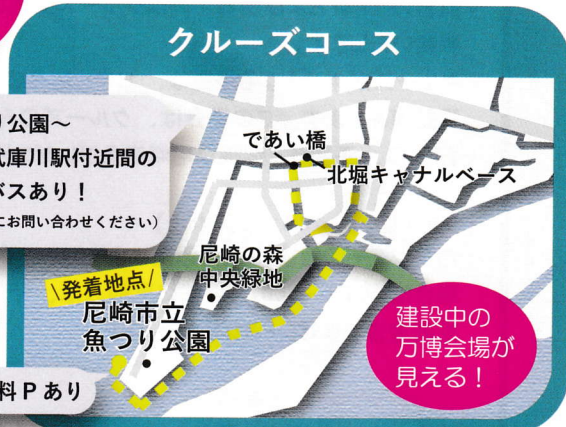 クルーズコース
り公園～
武庫川駅付近間の
バスあり！
にお問い合わせください）
であい橋
北堀キャナルベース
尼崎の森
中央緑地
\発着地点/
尼崎市立
魚つり公園
建設中の
万博会場が
見える！
料Pあり